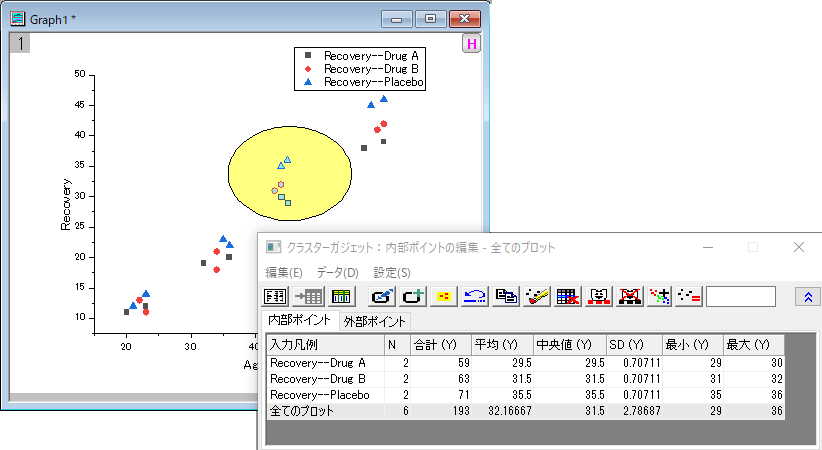 Graph1 *
1
H
Recovery--Drug A
Recovery--Drug B
Recovery--Placebo
50
45
40
35
30
25
20
15
10
Recovery
20
30
40
Ag
クラスターガジェット：内部ポイントの編集 - 全てのプロット
編集(E) データ(D) 設定(S)
内部ポイント 外部ポイント
入力凡例 N 合計 (Y) 平均 (Y) 中央値 (Y) SD (Y) 最小 (Y) 最大 (Y)
Recovery--Drug A 2 59 29.5 29.5 0.70711 29 30
Recovery--Drug B 2 63 31.5 31.5 0.70711 31 32
Recovery--Placebo 2 71 35.5 35.5 0.70711 35 36
全てのプロット 6 193 32.16667 31.5 2.78687 29 36